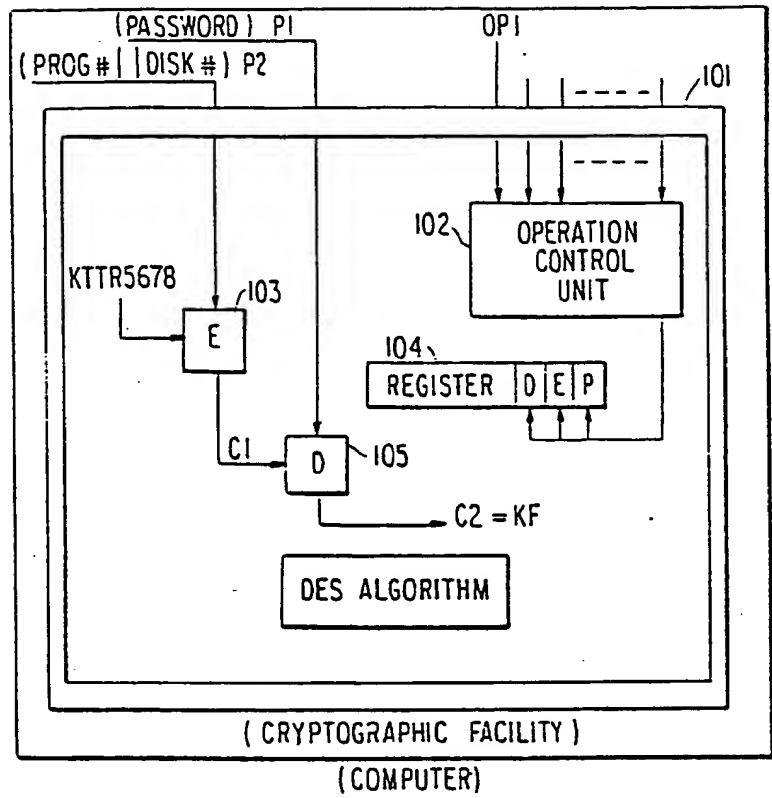 (PASSWORD) P1
OP1
(PROG#||DISK#) P2
101
102
OPERATION
CONTROL
UNIT
KTTR5678
103
E
104
REGISTER D E P
C1
D
105
C2 = KF
DES ALGORITHM
(CRYPTOGRAPHIC FACILITY)
(COMPUTER)